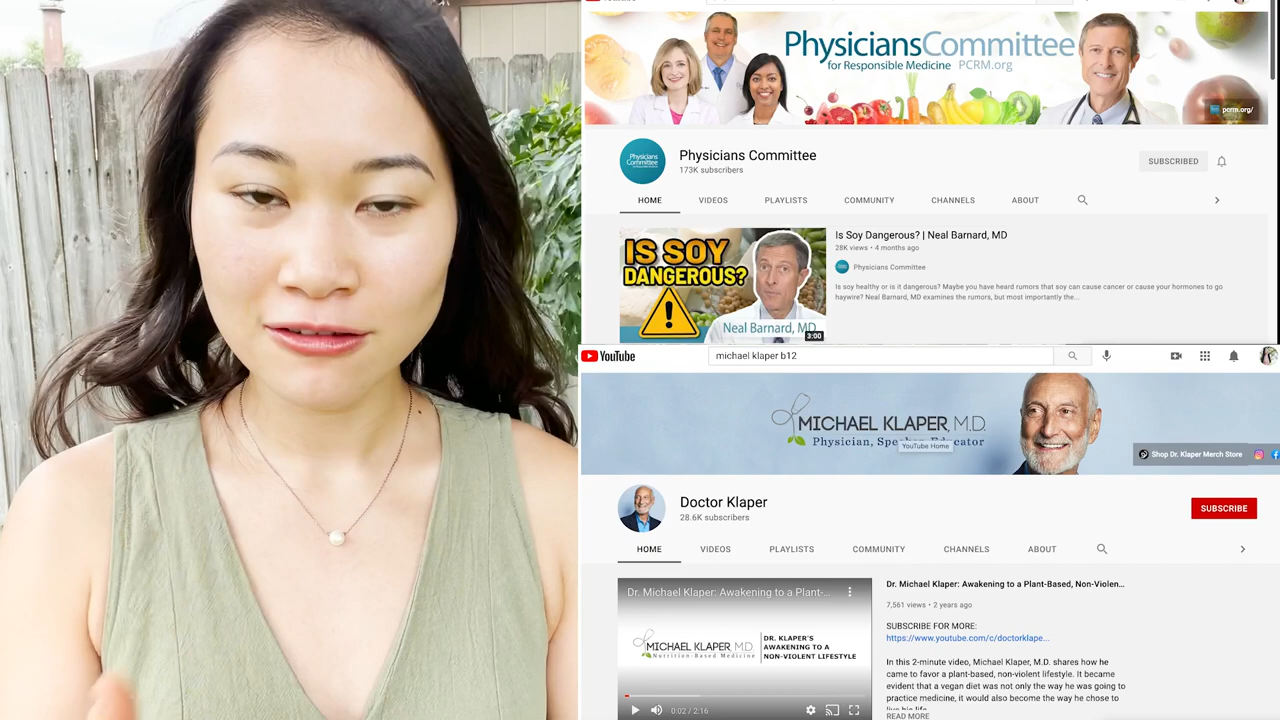 PhysiciansCommittee
for Responsible Medicine PCRM.org
pcrm.org/
Physicians Committee
Physicians Committee
173K subscribers
SUBSCRIBED
HOME
VIDEOS
PLAYLISTS
COMMUNITY
CHANNELS
ABOUT
IS SOY
DANGEROUS?
Neal Barnard, MD
3:00
Is Soy Dangerous? | Neal Barnard, MD
28K views • 4 months ago
Physicians Committee
Is soy healthy or is it dangerous? Maybe you have heard rumors that soy can cause cancer or cause your hormones to go
haywire? Neal Barnard, MD examines the rumors, but most importantly the...
YouTube
michael klaper b12
MICHAEL KLAPER, M.D.
Physician, Speaker, Educator
YouTube Home
Shop Dr. Klaper Merch Store
Doctor Klaper
28.6K subscribers
SUBSCRIBE
HOME
VIDEOS
PLAYLISTS
COMMUNITY
CHANNELS
ABOUT
Dr. Michael Klaper: Awakening to a Plant-...
MICHAEL KLAPER, M.D.
Nutrition-Based Medicine
DR. KLAPER'S
AWAKENING TO A
NON-VIOLENT LIFESTYLE
0:02 / 2:16
Dr. Michael Klaper: Awakening to a Plant-Based, Non-Violen...
7,561 views • 2 years ago
SUBSCRIBE FOR MORE:
https://www.youtube.com/c/doctorklape...
In this 2-minute video, Michael Klaper, M.D. shares how he
came to favor a plant-based, non-violent lifestyle. It became
evident that a vegan diet was not only the way he was going to
practice medicine, it would also become the way he chose to
live his life.
READ MORE